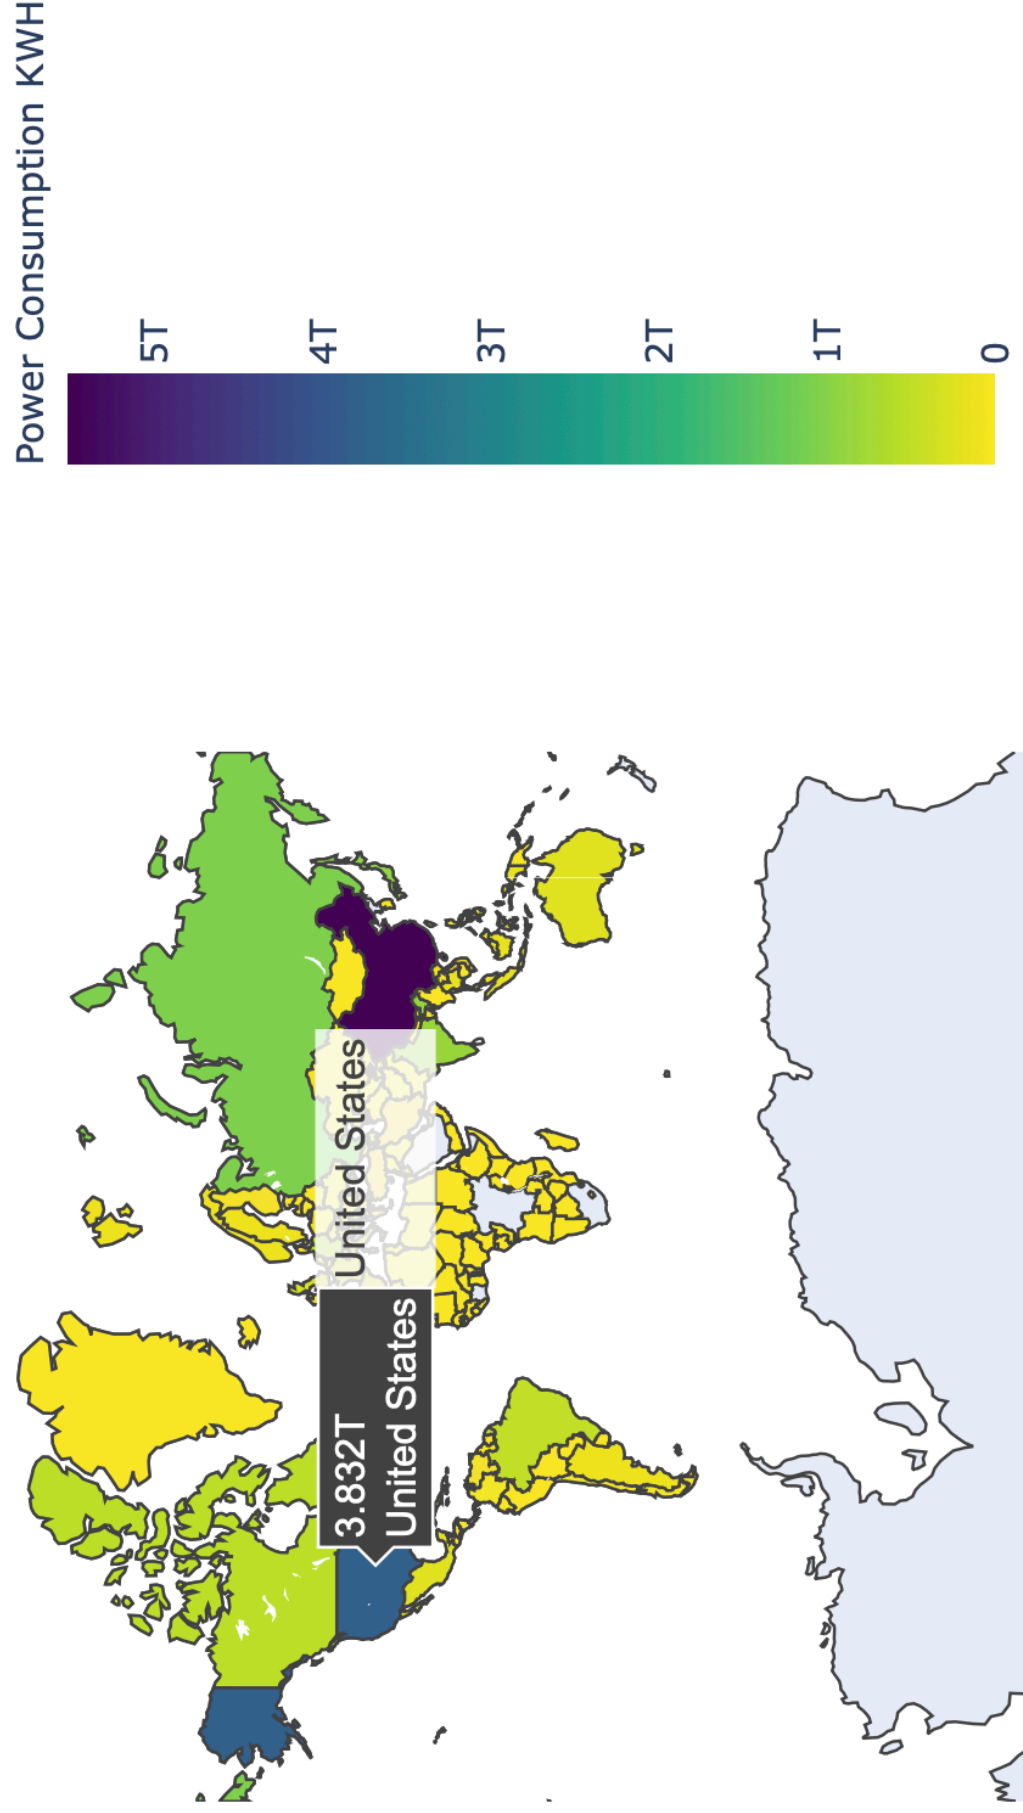 Power Consumption KWH
5T
4T
3T
2T
1T
0
3.832T
United States
United States